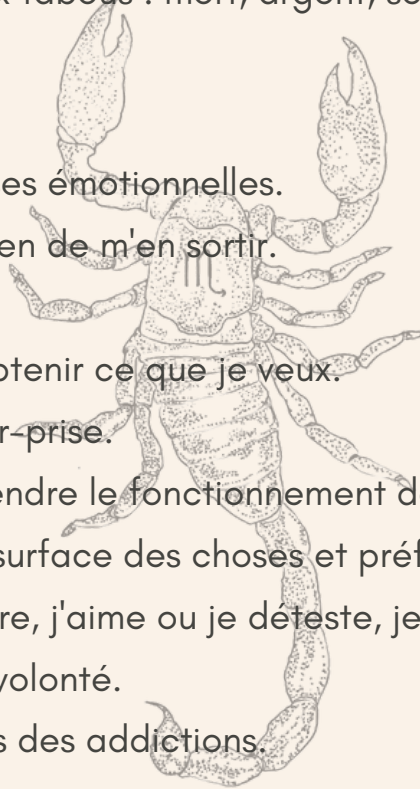 tabous : mort, argent, se
es émotionnelles.
en de m'en sortir.
otenir ce que je veux.
r-prise.
endre le fonctionnement d
surface des choses et préf
re, j'aime ou je déteste, je
volonté.
s des addictions.